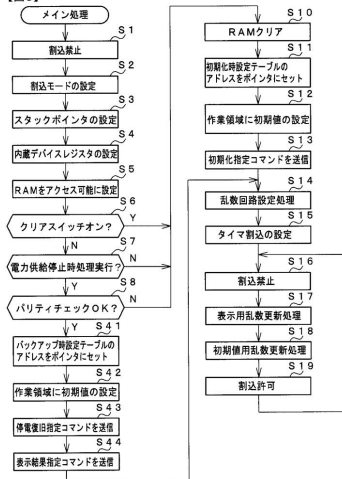 メイン処理
S1
割込禁止
S2
割込モードの設定
S3
スタックポインタの設定
S4
内蔵デバイスレジスタの設定
S5
RAMをアクセス可能に設定
S6
クリアスイッチオン？
Y
N
S7
電力供給停止時処理実行？
N
Y
S8
パリティチェックOK？
N
Y
S41
バックアップ時設定テーブルの
アドレスをポインタにセット
S42
作業領域に初期値の設定
S43
停電復旧指定コマンドを送信
S44
表示結果指定コマンドを送信
S10
RAMクリア
S11
初期化時設定テーブルの
アドレスをポインタにセット
S12
作業領域に初期値の設定
S13
初期化指定コマンドを送信
S14
乱数回路設定処理
S15
タイマ割込の設定
S16
割込禁止
S17
表示用乱数更新処理
S18
初期値用乱数更新処理
S19
割込許可